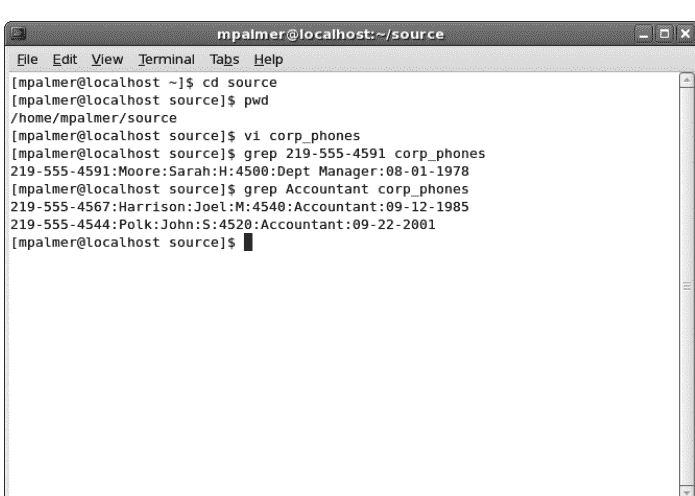 mpalmer@localhost:~/source
File Edit View Terminal Tabs Help
[mpalmer@localhost ~]$ cd source
[mpalmer@localhost source]$ pwd
/home/mpalmer/source
[mpalmer@localhost source]$ vi corp_phones
[mpalmer@localhost source]$ grep 219-555-4591 corp_phones
219-555-4591:Moore:Sarah:H:4500:Dept Manager:08-01-1978
[mpalmer@localhost source]$ grep Accountant corp_phones
219-555-4567:Harrison:Joel:M:4540:Accountant:09-12-1985
219-555-4544:Polk:John:S:4520:Accountant:09-22-2001
[mpalmer@localhost source]$